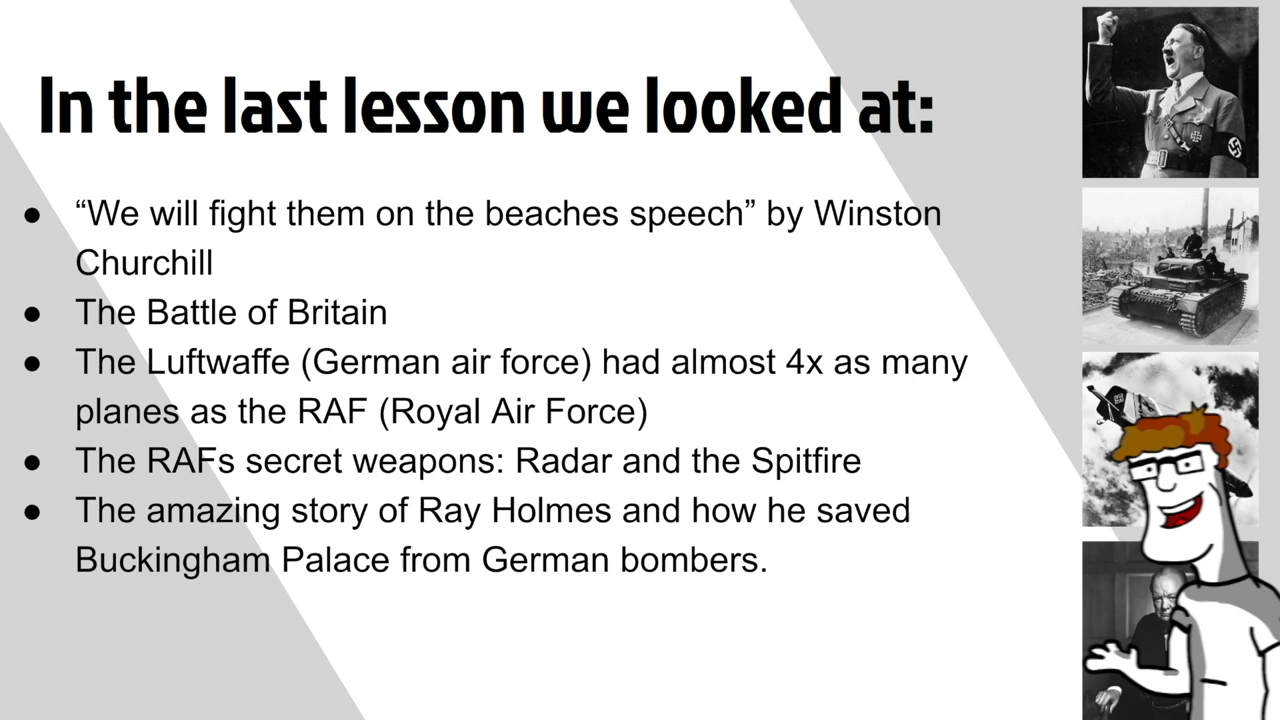 In the last lesson we looked at:
● “We will fight them on the beaches speech” by Winston
Churchill
● The Battle of Britain
● The Luftwaffe (German air force) had almost 4x as many
planes as the RAF (Royal Air Force)
● The RAFs secret weapons: Radar and the Spitfire
● The amazing story of Ray Holmes and how he saved
Buckingham Palace from German bombers.